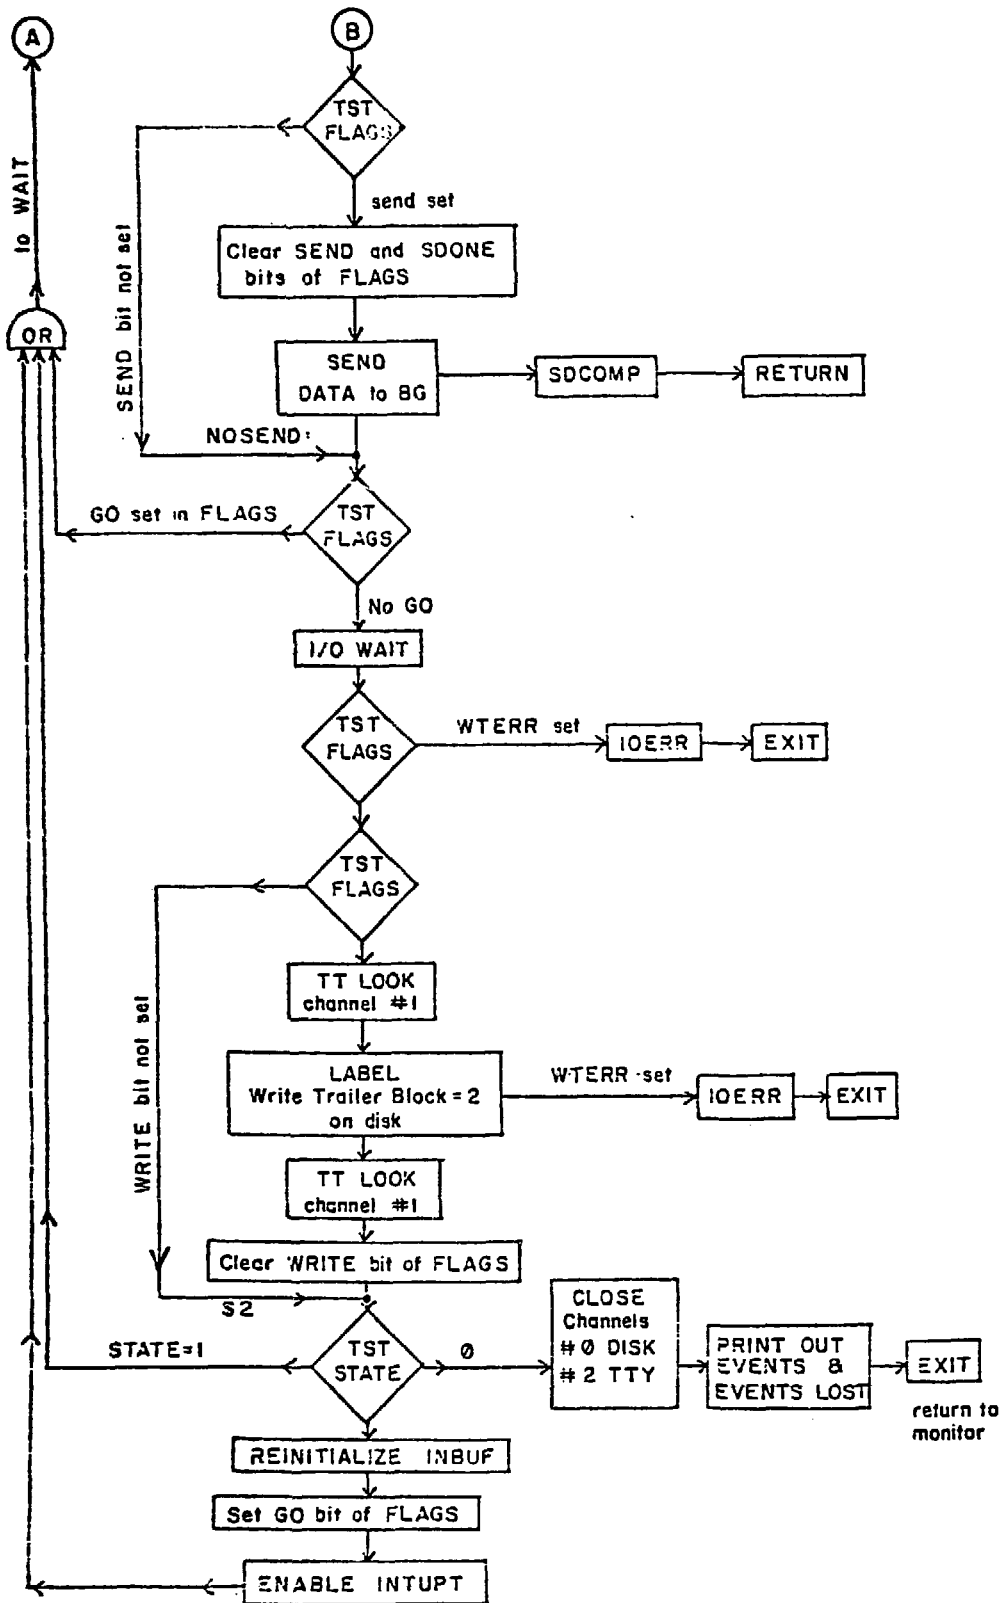 A
B
TST
FLAGS
to WAIT
send set
SEND bit not set
Clear SEND and SDONE
bits of FLAGS
OR
SEND
DATA to BG
SDCOMP
RETURN
NOSEND:
GO set in FLAGS
TST
FLAGS
No GO
I/O WAIT
TST
FLAGS
WTERR set
IOERR
EXIT
TST
FLAGS
WRITE bit not set
TT LOOK
channel #1
LABEL
Write Trailer Block = 2
on disk
WTERR set
IOERR
EXIT
TT LOOK
channel #1
Clear WRITE bit of FLAGS
S2
STATE=1
TST
STATE
0
CLOSE
Channels
#0 DISK
#2 TTY
PRINT OUT
EVENTS &
EVENTS LOST
EXIT
return to
monitor
REINITIALIZE INBUF
Set GO bit of FLAGS
ENABLE INTUPT